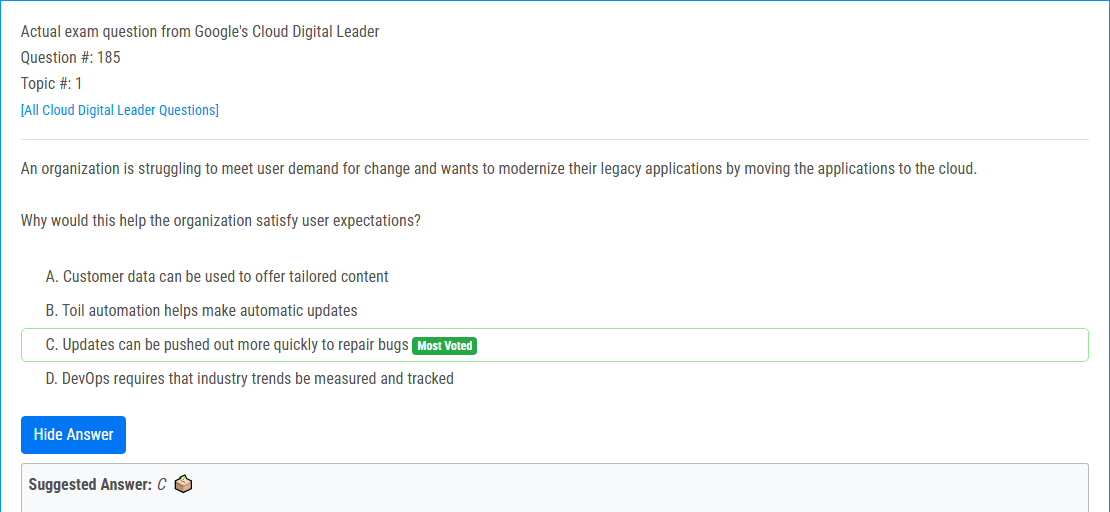 Actual exam question from Google's Cloud Digital Leader
Question #: 185
Topic #: 1
[All Cloud Digital Leader Questions]
An organization is struggling to meet user demand for change and wants to modernize their legacy applications by moving the applications to the cloud.
Why would this help the organization satisfy user expectations?
A. Customer data can be used to offer tailored content
B. Toil automation helps make automatic updates
C. Updates can be pushed out more quickly to repair bugs Most Voted
D. DevOps requires that industry trends be measured and tracked
Hide Answer
Suggested Answer: C